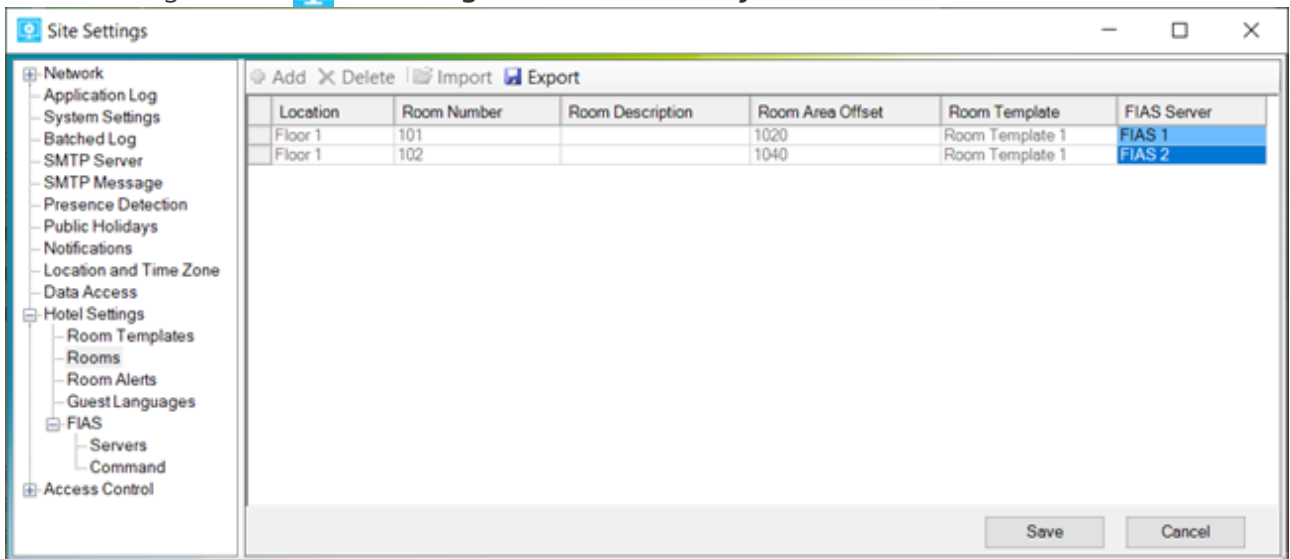 Site Settings
Network
Application Log
System Settings
Batched Log
SMTP Server
SMTP Message
Presence Detection
Public Holidays
Notifications
Location and Time Zone
Data Access
Hotel Settings
Room Templates
Rooms
Room Alerts
Guest Languages
FIAS
Servers
Command
Access Control
Add Delete Import Export
Location Room Number Room Description Room Area Offset Room Template FIAS Server
Floor 1 101 1020 Room Template 1 FIAS 1
Floor 1 102 1040 Room Template 1 FIAS 2
Save Cancel